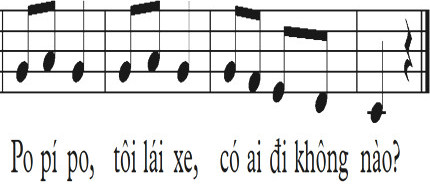 Po pí po, tôi lái xe, có ai đi không nào?